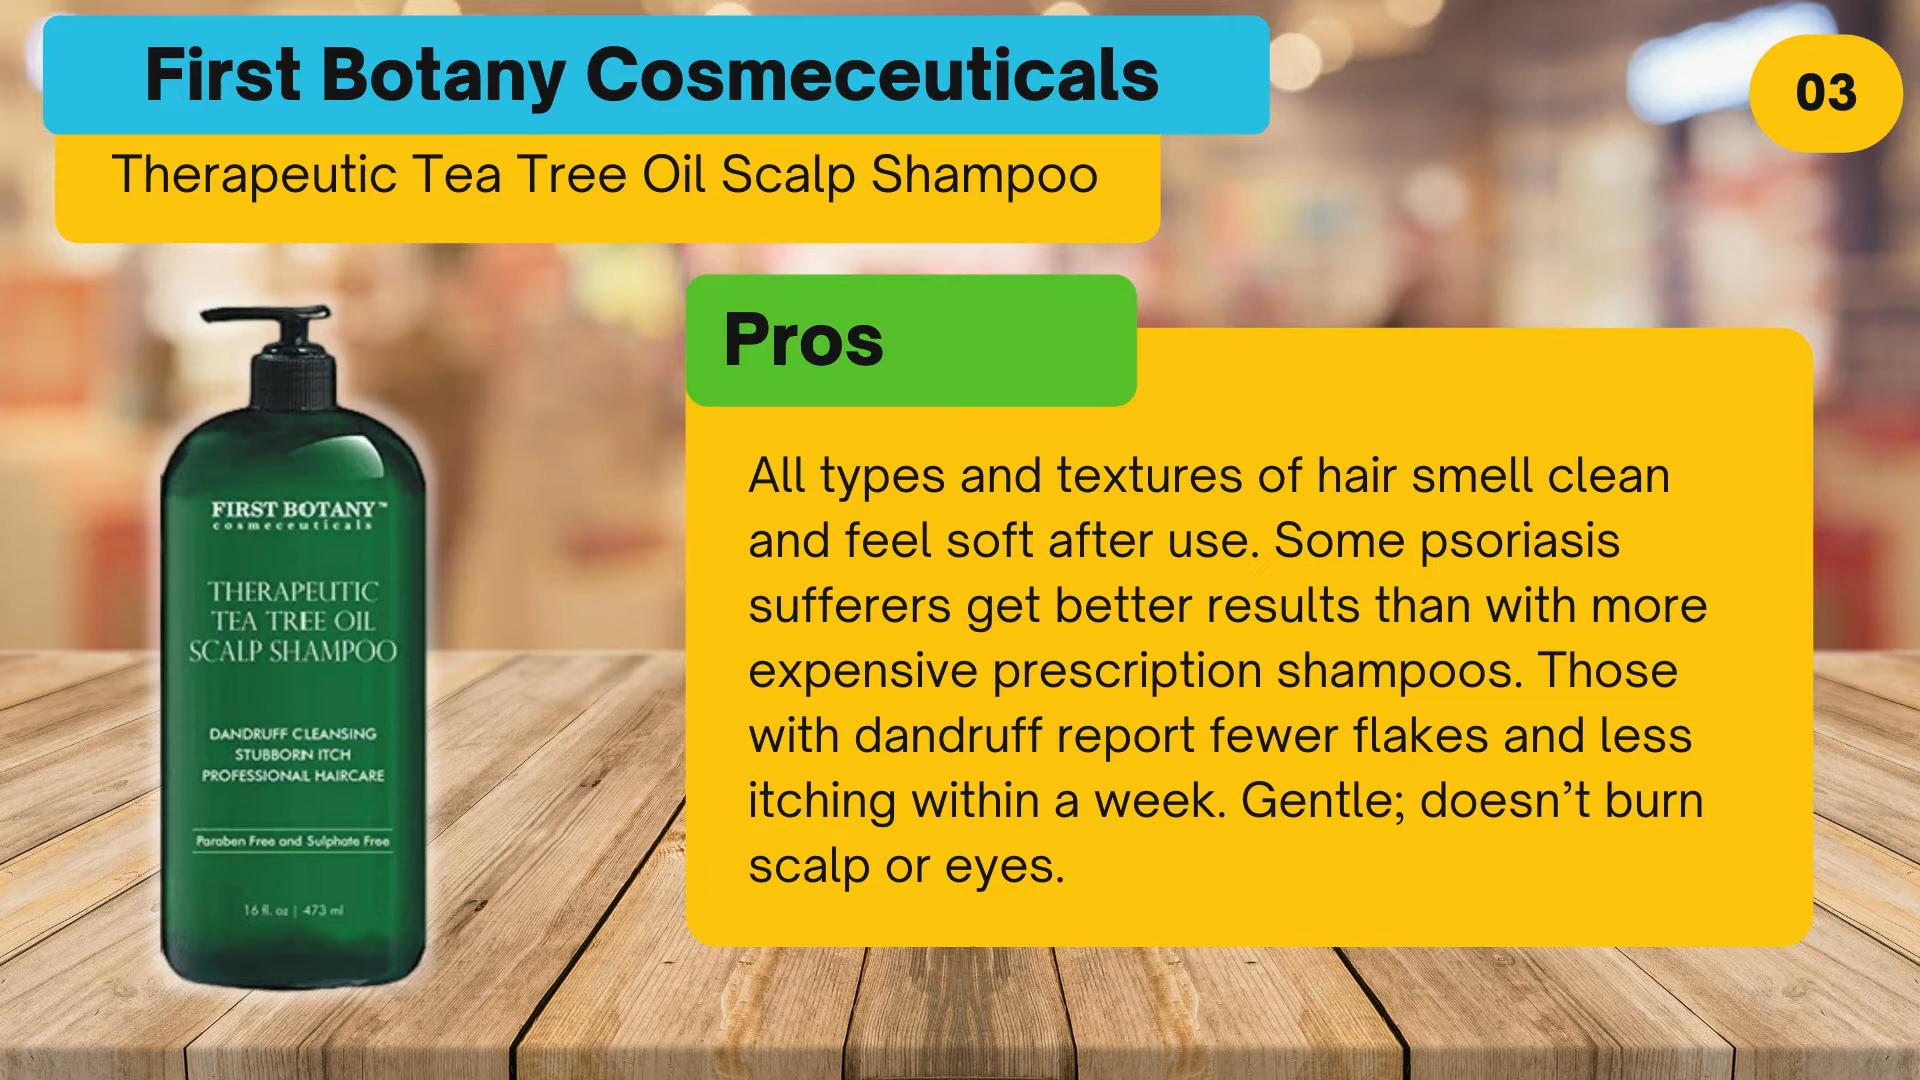 First Botany Cosmeceuticals
03
Therapeutic Tea Tree Oil Scalp Shampoo
Pros
All types and textures of hair smell clean
and feel soft after use. Some psoriasis
sufferers get better results than with more
expensive prescription shampoos. Those
with dandruff report fewer flakes and less
itching within a week. Gentle; doesn’t burn
scalp or eyes.
FIRST BOTANY™
cosmeceuticals
THERAPEUTIC
TEA TREE OIL
SCALP SHAMPOO
DANDRUFF CLEANSING
STUBBORN ITCH
PROFESSIONAL HAIRCARE
Paraben Free and Sulphate Free
16 fl. oz | 473 ml